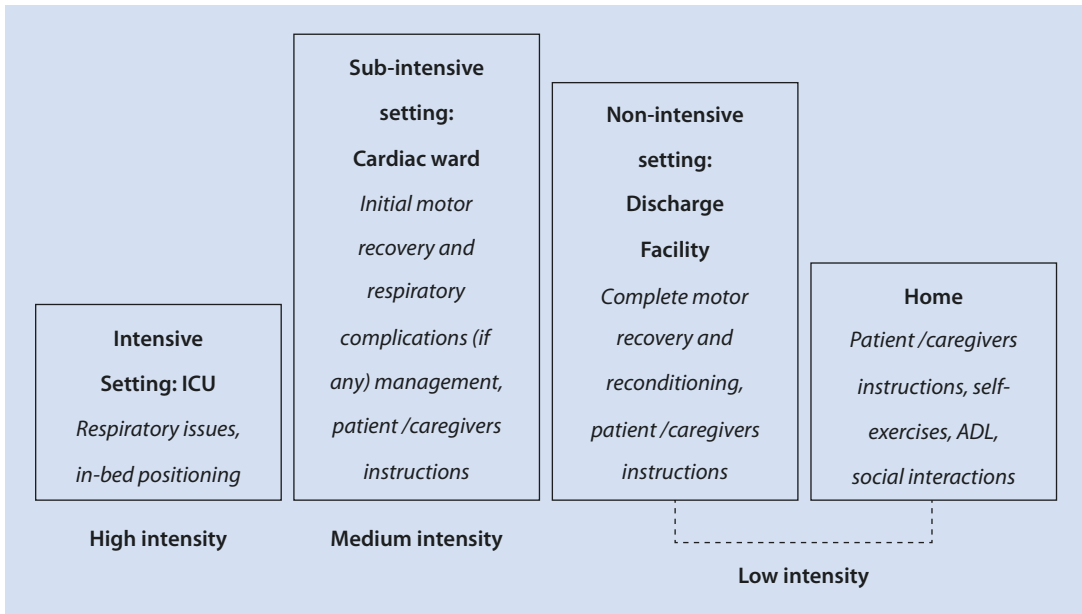 Intensive
Setting: ICU
Respiratory issues,
in-bed positioning
High intensity
Sub-intensive
setting:
Cardiac ward
Initial motor
recovery and
respiratory
complications (if
any) management,
patient /caregivers
instructions
Medium intensity
Non-intensive
setting:
Discharge
Facility
Complete motor
recovery and
reconditioning,
patient /caregivers
instructions
Home
Patient /caregivers
instructions, self-
exercises, ADL,
social interactions
Low intensity